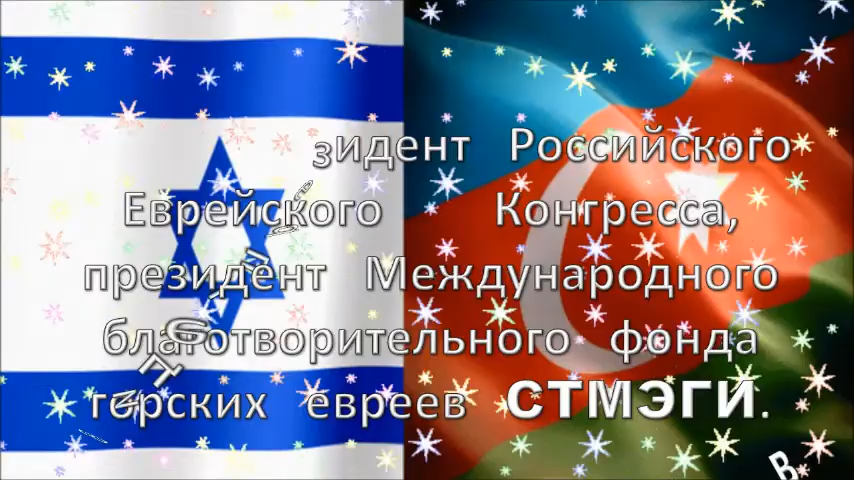 зидент Российского
Еврейского Конгресса,
президент Международного
благотворительного фонда
горских евреев СТМЭГИ.